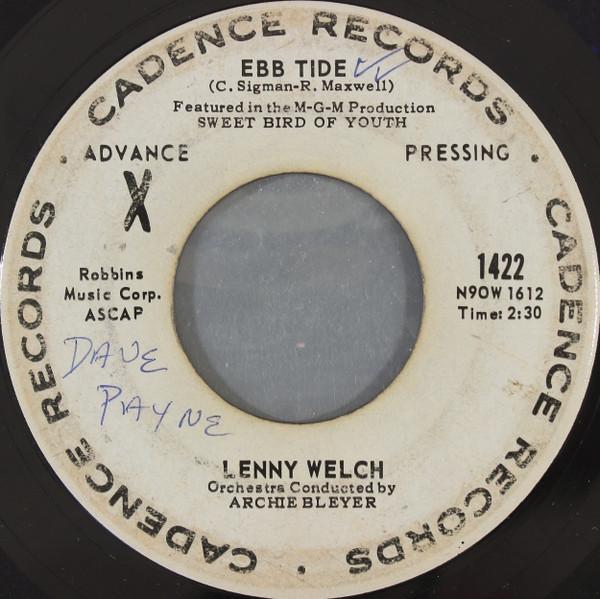 CADENCE RECORDS
EBB TIDE
(C. Sigman-R. Maxwell)
Featured in the M-G-M Production
SWEET BIRD OF YOUTH
ADVANCE PRESSING
X
Robbins
Music Corp.
ASCAP
1422
N9OW 1612
Time: 2:30
DAVE
PAYNE
LENNY WELCH
Orchestra Conducted by
ARCHIE BLEYER
CADENCE RECORDS
CADENCE RECORDS